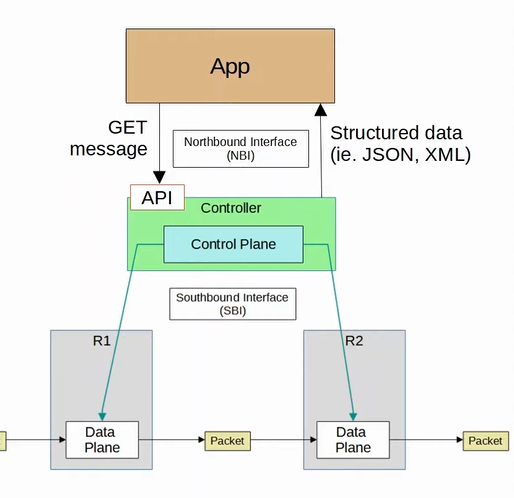 App
GET
message
Northbound Interface
(NBI)
Structured data
(ie. JSON, XML)
API
Controller
Control Plane
Southbound Interface
(SBI)
R1
R2
Data
Plane
Packet
Data
Plane
Packet